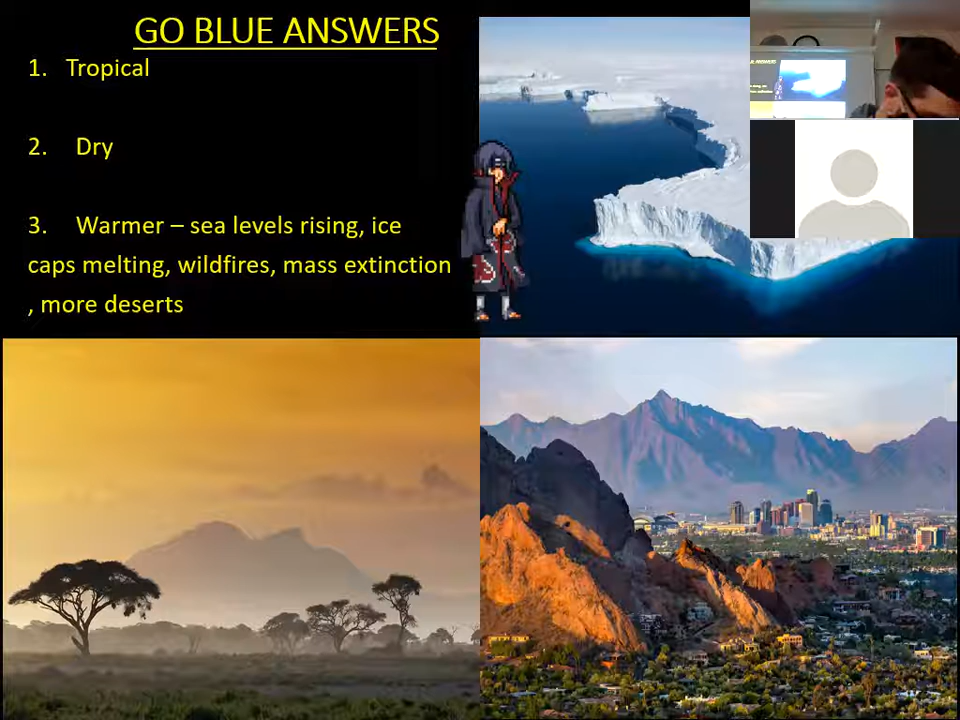 GO BLUE ANSWERS
1. Tropical
2. Dry
3. Warmer – sea levels rising, ice
caps melting, wildfires, mass extinction
, more deserts